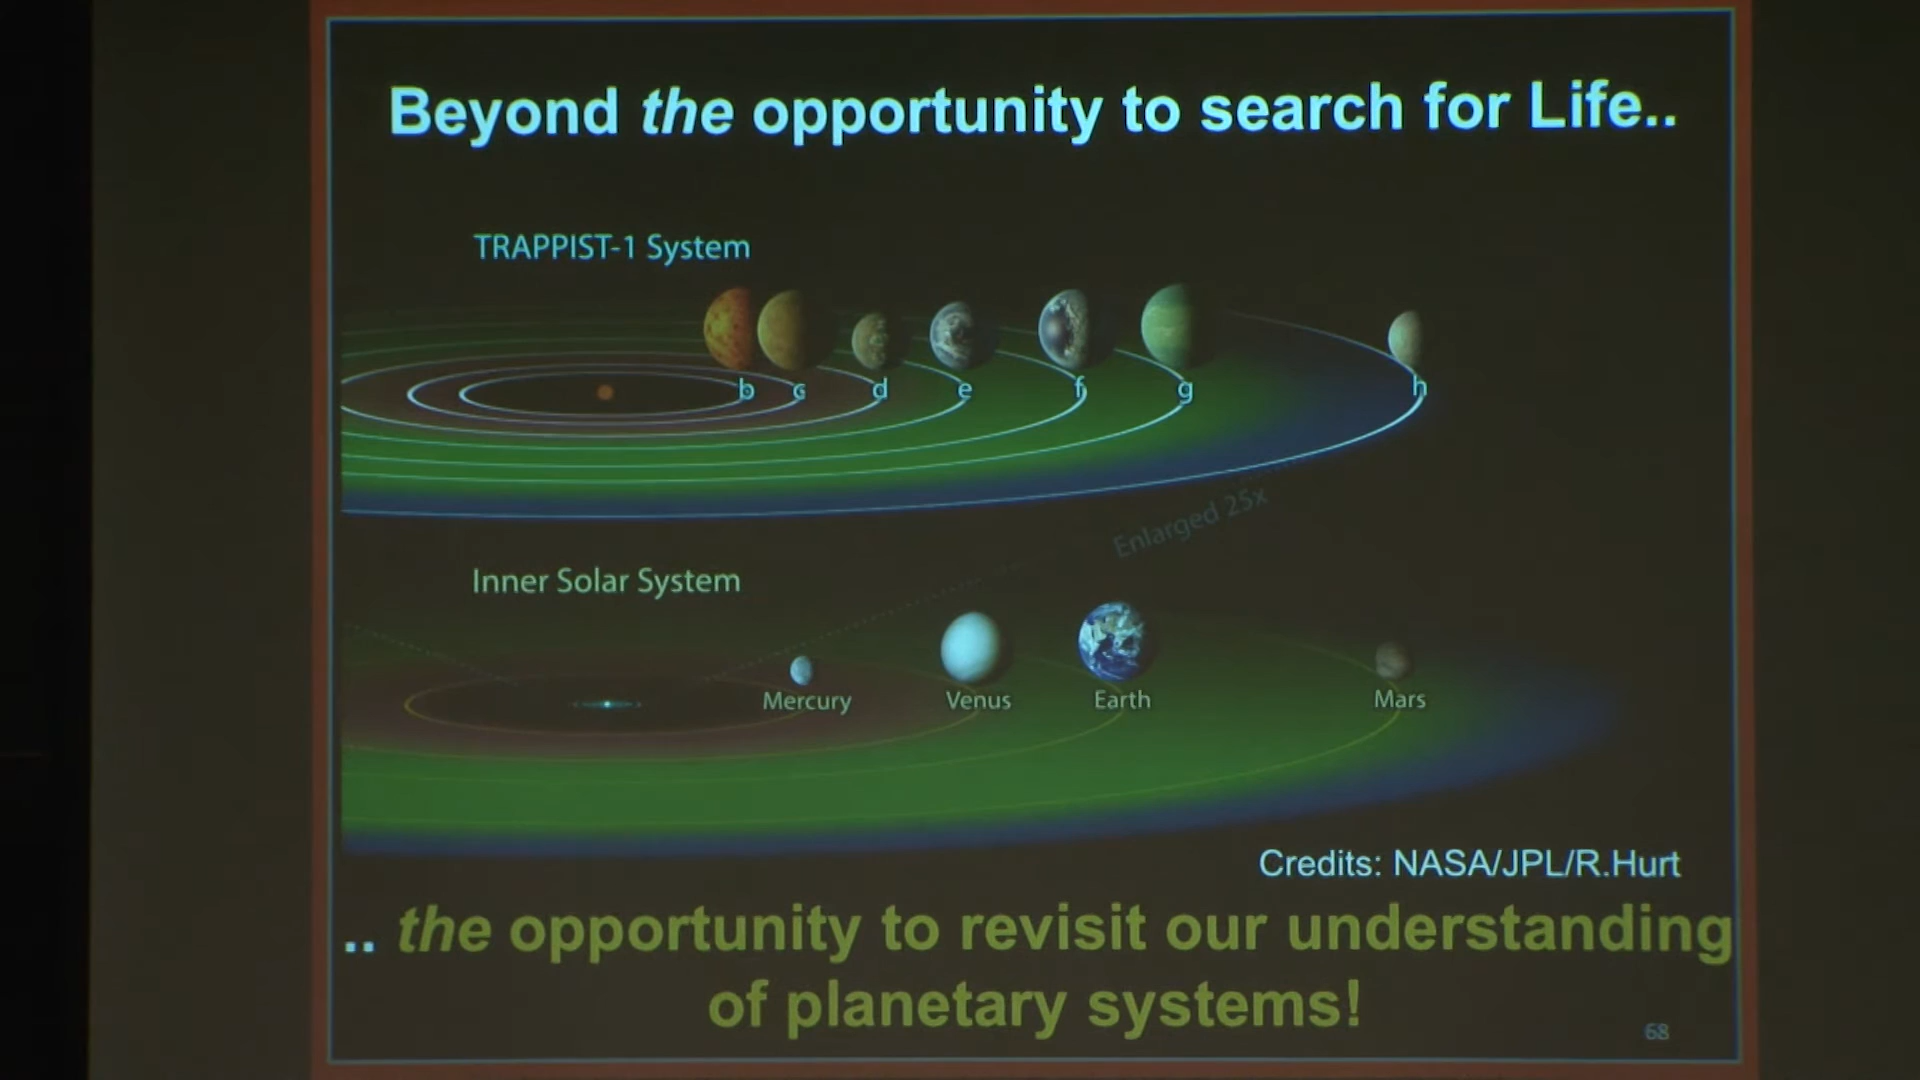 Beyond the opportunity to search for Life..
TRAPPIST-1 System
b c d e f g h
Enlarged 25x
Inner Solar System
Mercury Venus Earth Mars
Credits: NASA/JPL/R.Hurt
.. the opportunity to revisit our understanding
of planetary systems!
68